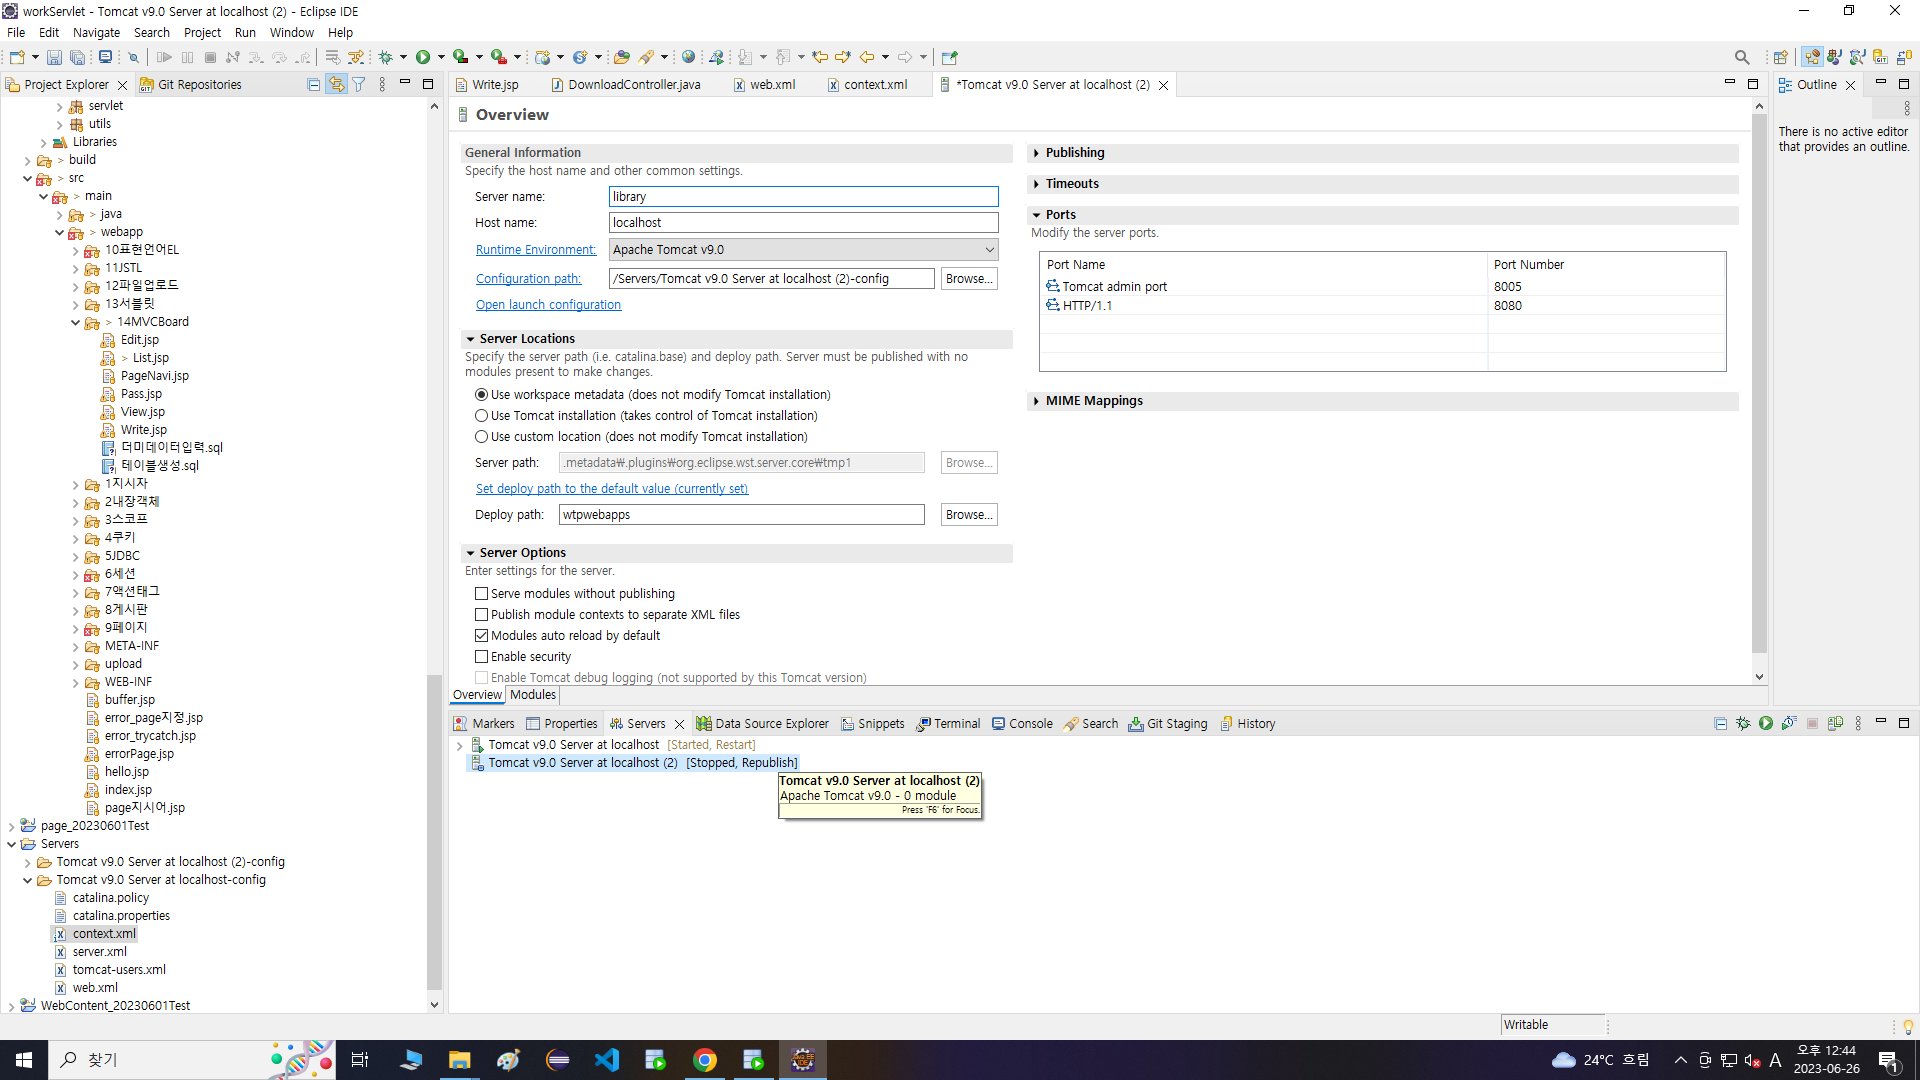 workServlet - Tomcat v9.0 Server at localhost (2) - Eclipse IDE
File Edit Navigate Search Project Run Window Help
Project Explorer
Git Repositories
servlet
utils
Libraries
> build
> src
> main
> java
> webapp
10표현언어EL
11JSTL
12파일업로드
13서블릿
> 14MVCBoard
Edit.jsp
> List.jsp
PageNavi.jsp
Pass.jsp
View.jsp
Write.jsp
더미데이터입력.sql
테이블생성.sql
1지시자
2내장객체
3스코프
4쿠키
5JDBC
6세션
7액션태그
8게시판
9페이지
META-INF
upload
WEB-INF
buffer.jsp
error_page지정.jsp
error_trycatch.jsp
errorPage.jsp
hello.jsp
index.jsp
page지시어.jsp
page_20230601Test
Servers
Tomcat v9.0 Server at localhost (2)-config
Tomcat v9.0 Server at localhost-config
catalina.policy
catalina.properties
context.xml
server.xml
tomcat-users.xml
web.xml
WebContent_20230601Test
Write.jsp
DownloadController.java
web.xml
context.xml
*Tomcat v9.0 Server at localhost (2)
Overview
General Information
Specify the host name and other common settings.
Server name: library
Host name: localhost
Runtime Environment: Apache Tomcat v9.0
Configuration path: /Servers/Tomcat v9.0 Server at localhost (2)-config Browse...
Open launch configuration
Server Locations
Specify the server path (i.e. catalina.base) and deploy path. Server must be published with no
modules present to make changes.
Use workspace metadata (does not modify Tomcat installation)
Use Tomcat installation (takes control of Tomcat installation)
Use custom location (does not modify Tomcat installation)
Server path: .metadata₩.plugins₩org.eclipse.wst.server.core₩tmp1 Browse...
Set deploy path to the default value (currently set)
Deploy path: wtpwebapps Browse...
Server Options
Enter settings for the server.
Serve modules without publishing
Publish module contexts to separate XML files
Modules auto reload by default
Enable security
Enable Tomcat debug logging (not supported by this Tomcat version)
Overview Modules
Publishing
Timeouts
Ports
Modify the server ports.
Port Name Port Number
Tomcat admin port 8005
HTTP/1.1 8080
MIME Mappings
Outline
There is no active editor
that provides an outline.
Markers Properties Servers Data Source Explorer Snippets Terminal Console Search Git Staging History
Tomcat v9.0 Server at localhost [Started, Restart]
Tomcat v9.0 Server at localhost (2) [Stopped, Republish]
Tomcat v9.0 Server at localhost (2)
Apache Tomcat v9.0 - 0 module
Press 'F6' for Focus.
Writable
찾기
24°C 흐림
A
오후 12:44
2023-06-26
1